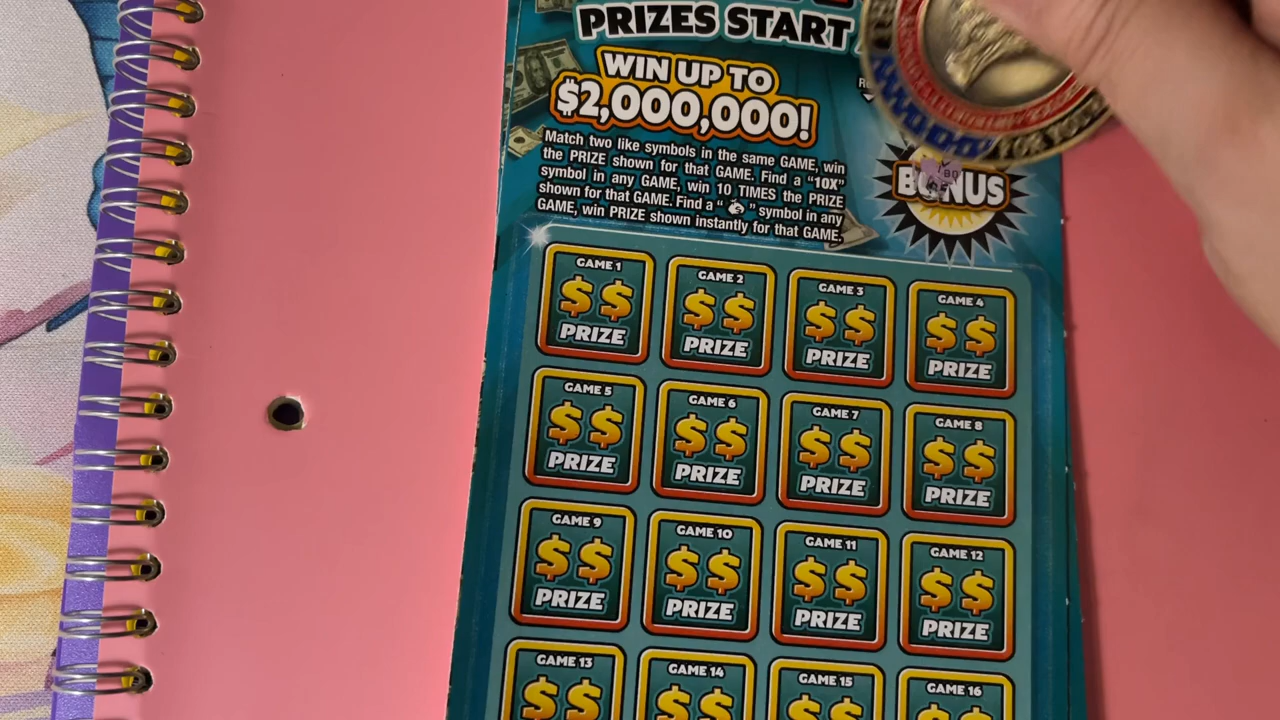 PRIZES START
WIN UP TO
$2,000,000!
Match two like symbols in the same GAME, win
the PRIZE shown for that GAME. Find a "10X"
symbol in any GAME, win 10 TIMES the PRIZE
shown for that GAME. Find a " " symbol in any
GAME, win PRIZE shown instantly for that GAME.
BONUS
GAME 1 GAME 2 GAME 3 GAME 4
$$ $$ $$ $$
PRIZE PRIZE PRIZE PRIZE
GAME 5 GAME 6 GAME 7 GAME 8
$$ $$ $$ $$
PRIZE PRIZE PRIZE PRIZE
GAME 9 GAME 10 GAME 11 GAME 12
$$ $$ $$ $$
PRIZE PRIZE PRIZE PRIZE
GAME 13 GAME 14 GAME 15 GAME 16
$$ $$ $$ $$